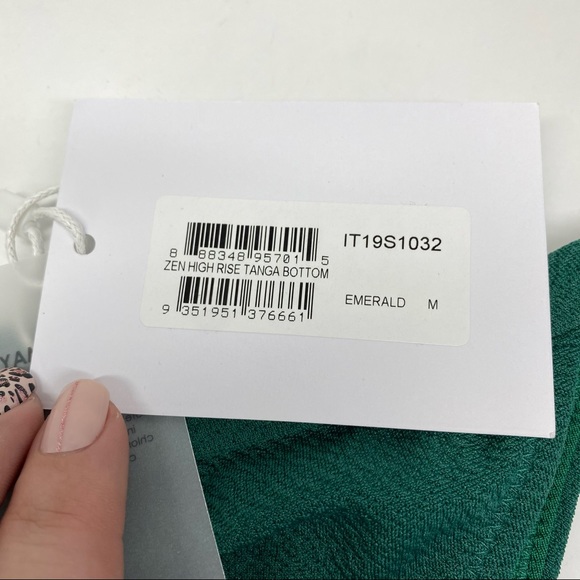 8 88348 95701 5
IT19S1032
ZEN HIGH RISE TANGA BOTTOM
EMERALD M
9 351951 376661